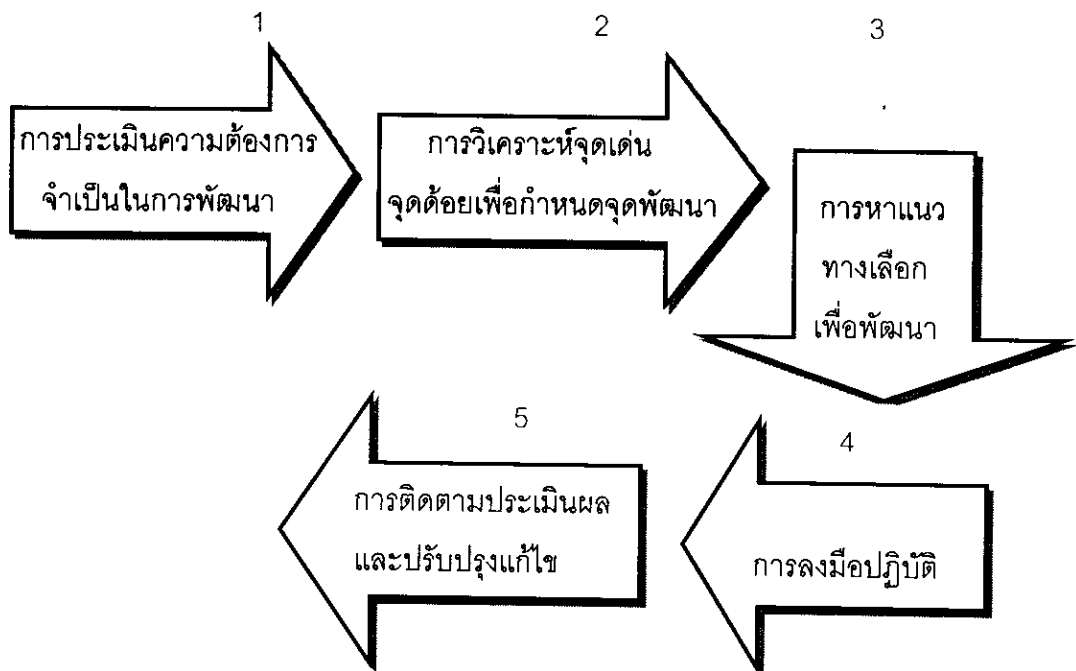 1
การประเมินความต้องการ
จำเป็นในการพัฒนา
2
การวิเคราะห์จุดเด่น
จุดด้อยเพื่อกำหนดจุดพัฒนา
3
การหาแนว
ทางเลือก
เพื่อพัฒนา
4
การลงมือปฏิบัติ
5
การติดตามประเมินผล
และปรับปรุงแก้ไข